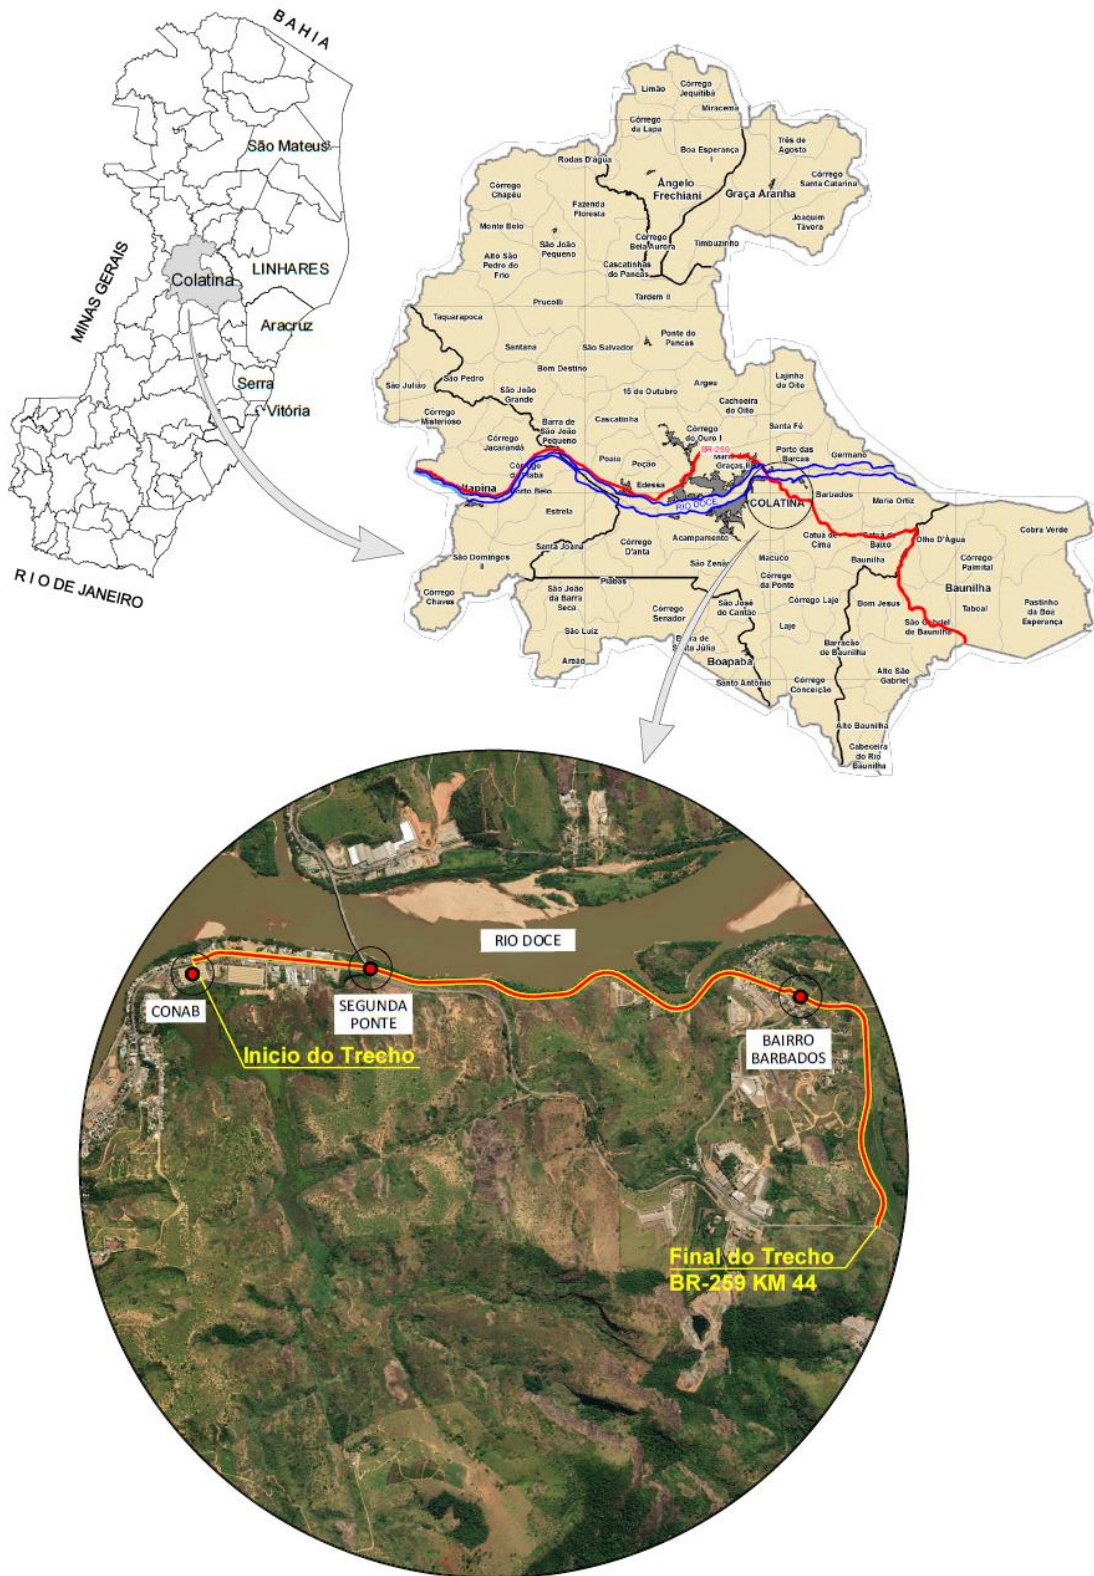 BAHIA
São Mateus
MINAS GERAIS
Colatina
LINHARES
Aracruz
Serra
Vitória
RIO DE JANEIRO
Limão
Córrego
Jequitibá
Miracema
Córrego
da Lapa
Boa Esperança
I
Três de
Agosto
Rodas D'água
Córrego
Santa Catarina
Córrego
Chapéu
Ângelo
Frechiani
Graça Aranha
Fazenda
Floresta
Joaquim
Távora
Monte Belo
São João
Pequeno
Córrego
Bela Aurora
Timbuzinho
Alto São
Pedro do
Frio
Cascatinha
do Pancas
Tardem II
Prucolli
Taquarapoca
Ponte do
Pancas
Santana
São Salvador
Bom Destino
Lajinha
do Oito
São Julião
São Pedro
São João
Grande
15 de Outubro
Argeu
Cachoeira
do Oito
Córrego
Misterioso
Barra de
São João
Pequeno
Cascatinha
Córrego
do Ouro I
Santa Fé
Córrego
Jacarandá
BR-259
Porto das
Barcas
Germano
Poaia
Poção
Graças II
Edessa
Itapina
Porto Belo
RIO DOCE
COLATINA
Barbados
Maria Ortiz
Estrela
Cobra Verde
Santa Joana
Córrego
D'anta
Acampamento
Catuá de
Cima
Catuá de
Baixo
Olho D'Água
São Domingos
II
São Zenão
Macuco
Baunilha
Córrego
Palmital
Córrego
da Ponte
Baunilha
Córrego
Chaves
São João
da Barra
Seca
Piabas
São José
do Cantão
Córrego Laje
Bom Jesus
Taboal
Pastinho
da Boa
Esperança
Córrego
Senador
São Gabriel
de Baunilha
São Luiz
Laje
Barracão
de Baunilha
Areão
Boapaba
Alto São
Gabriel
Santo Antônio
Córrego
Conceição
Alto Baunilha
Cabeceira
do Rio
Baunilha
RIO DOCE
CONAB
SEGUNDA
PONTE
BAIRRO
BARBADOS
Inicio do Trecho
Final do Trecho
BR-259 KM 44